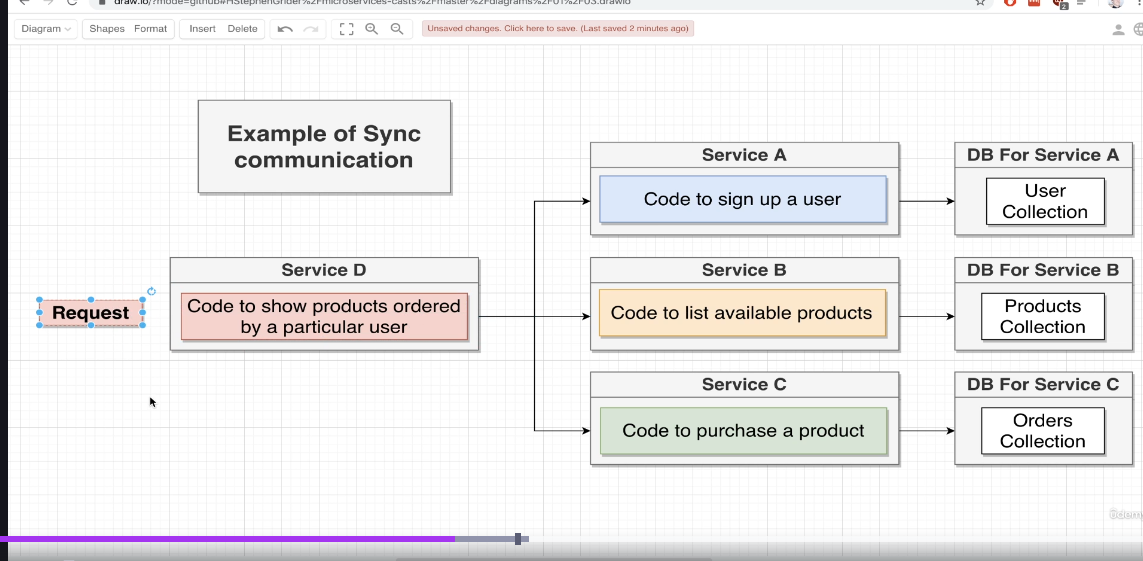 draw.io/?mode=github#HStephenGrider%2Fmicroservices-casts%2Fmaster%2Fdiagrams%2F01%2F03.drawio
Diagram Shapes Format Insert Delete Unsaved changes. Click here to save. (Last saved 2 minutes ago)
Example of Sync
communication
Service A
Code to sign up a user
DB For Service A
User
Collection
Request
Service D
Code to show products ordered
by a particular user
Service B
Code to list available products
DB For Service B
Products
Collection
Service C
Code to purchase a product
DB For Service C
Orders
Collection